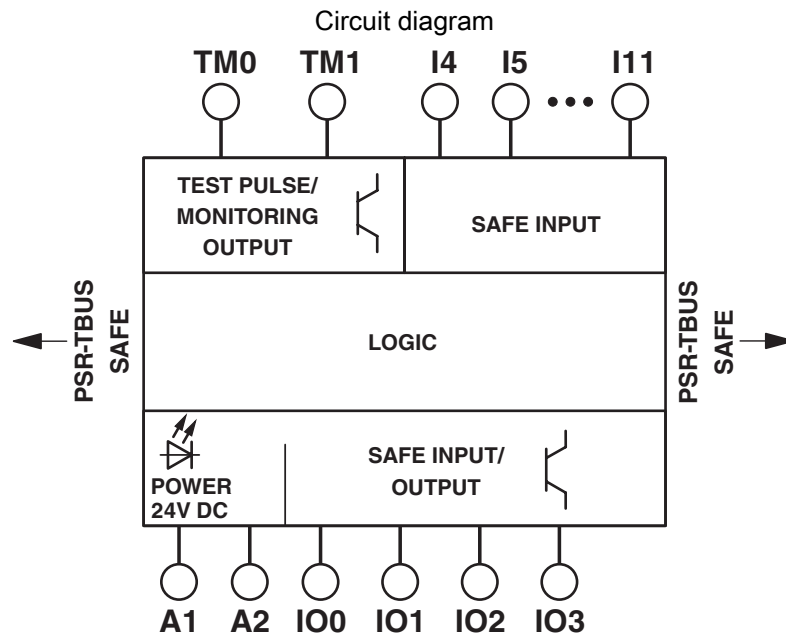 Circuit diagram
TM0 TM1 I4 I5 ••• I11
TEST PULSE/
MONITORING
OUTPUT
SAFE INPUT
PSR-TBUS
SAFE
LOGIC
PSR-TBUS
SAFE
POWER
24V DC
SAFE INPUT/
OUTPUT
A1 A2 IO0 IO1 IO2 IO3